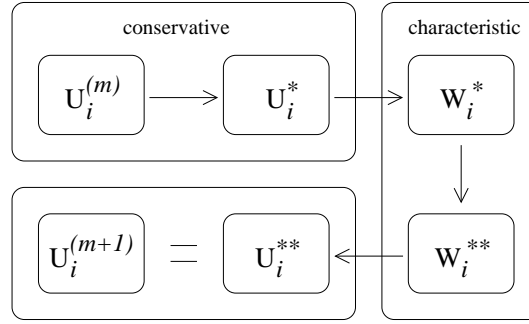 conservative characteristic
U_i^{(m)} U_i^{*} W_i^{*}
U_i^{(m+1)} = U_i^{**} W_i^{**}